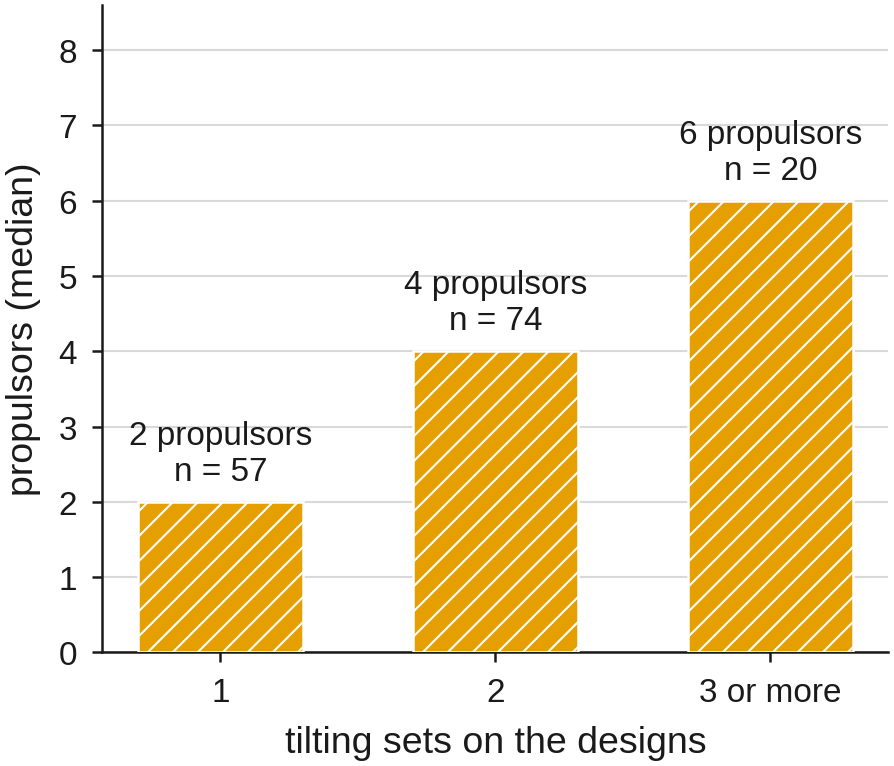 propulsors (median)
8
7
6
5
4
3
2
1
0
2 propulsors
n = 57
4 propulsors
n = 74
6 propulsors
n = 20
1
2
3 or more
tilting sets on the designs